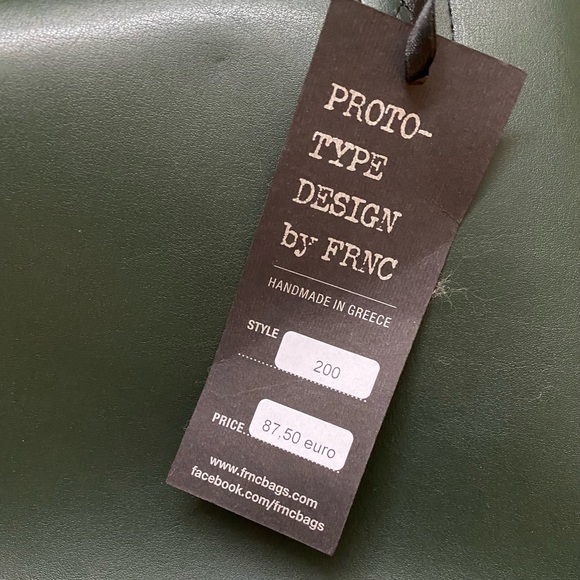 PROTO-
TYPE
DESIGN
by FRNC
HANDMADE IN GREECE
STYLE 200
PRICE 87,50 euro
www.frncbags.com
facebook.com/frncbags